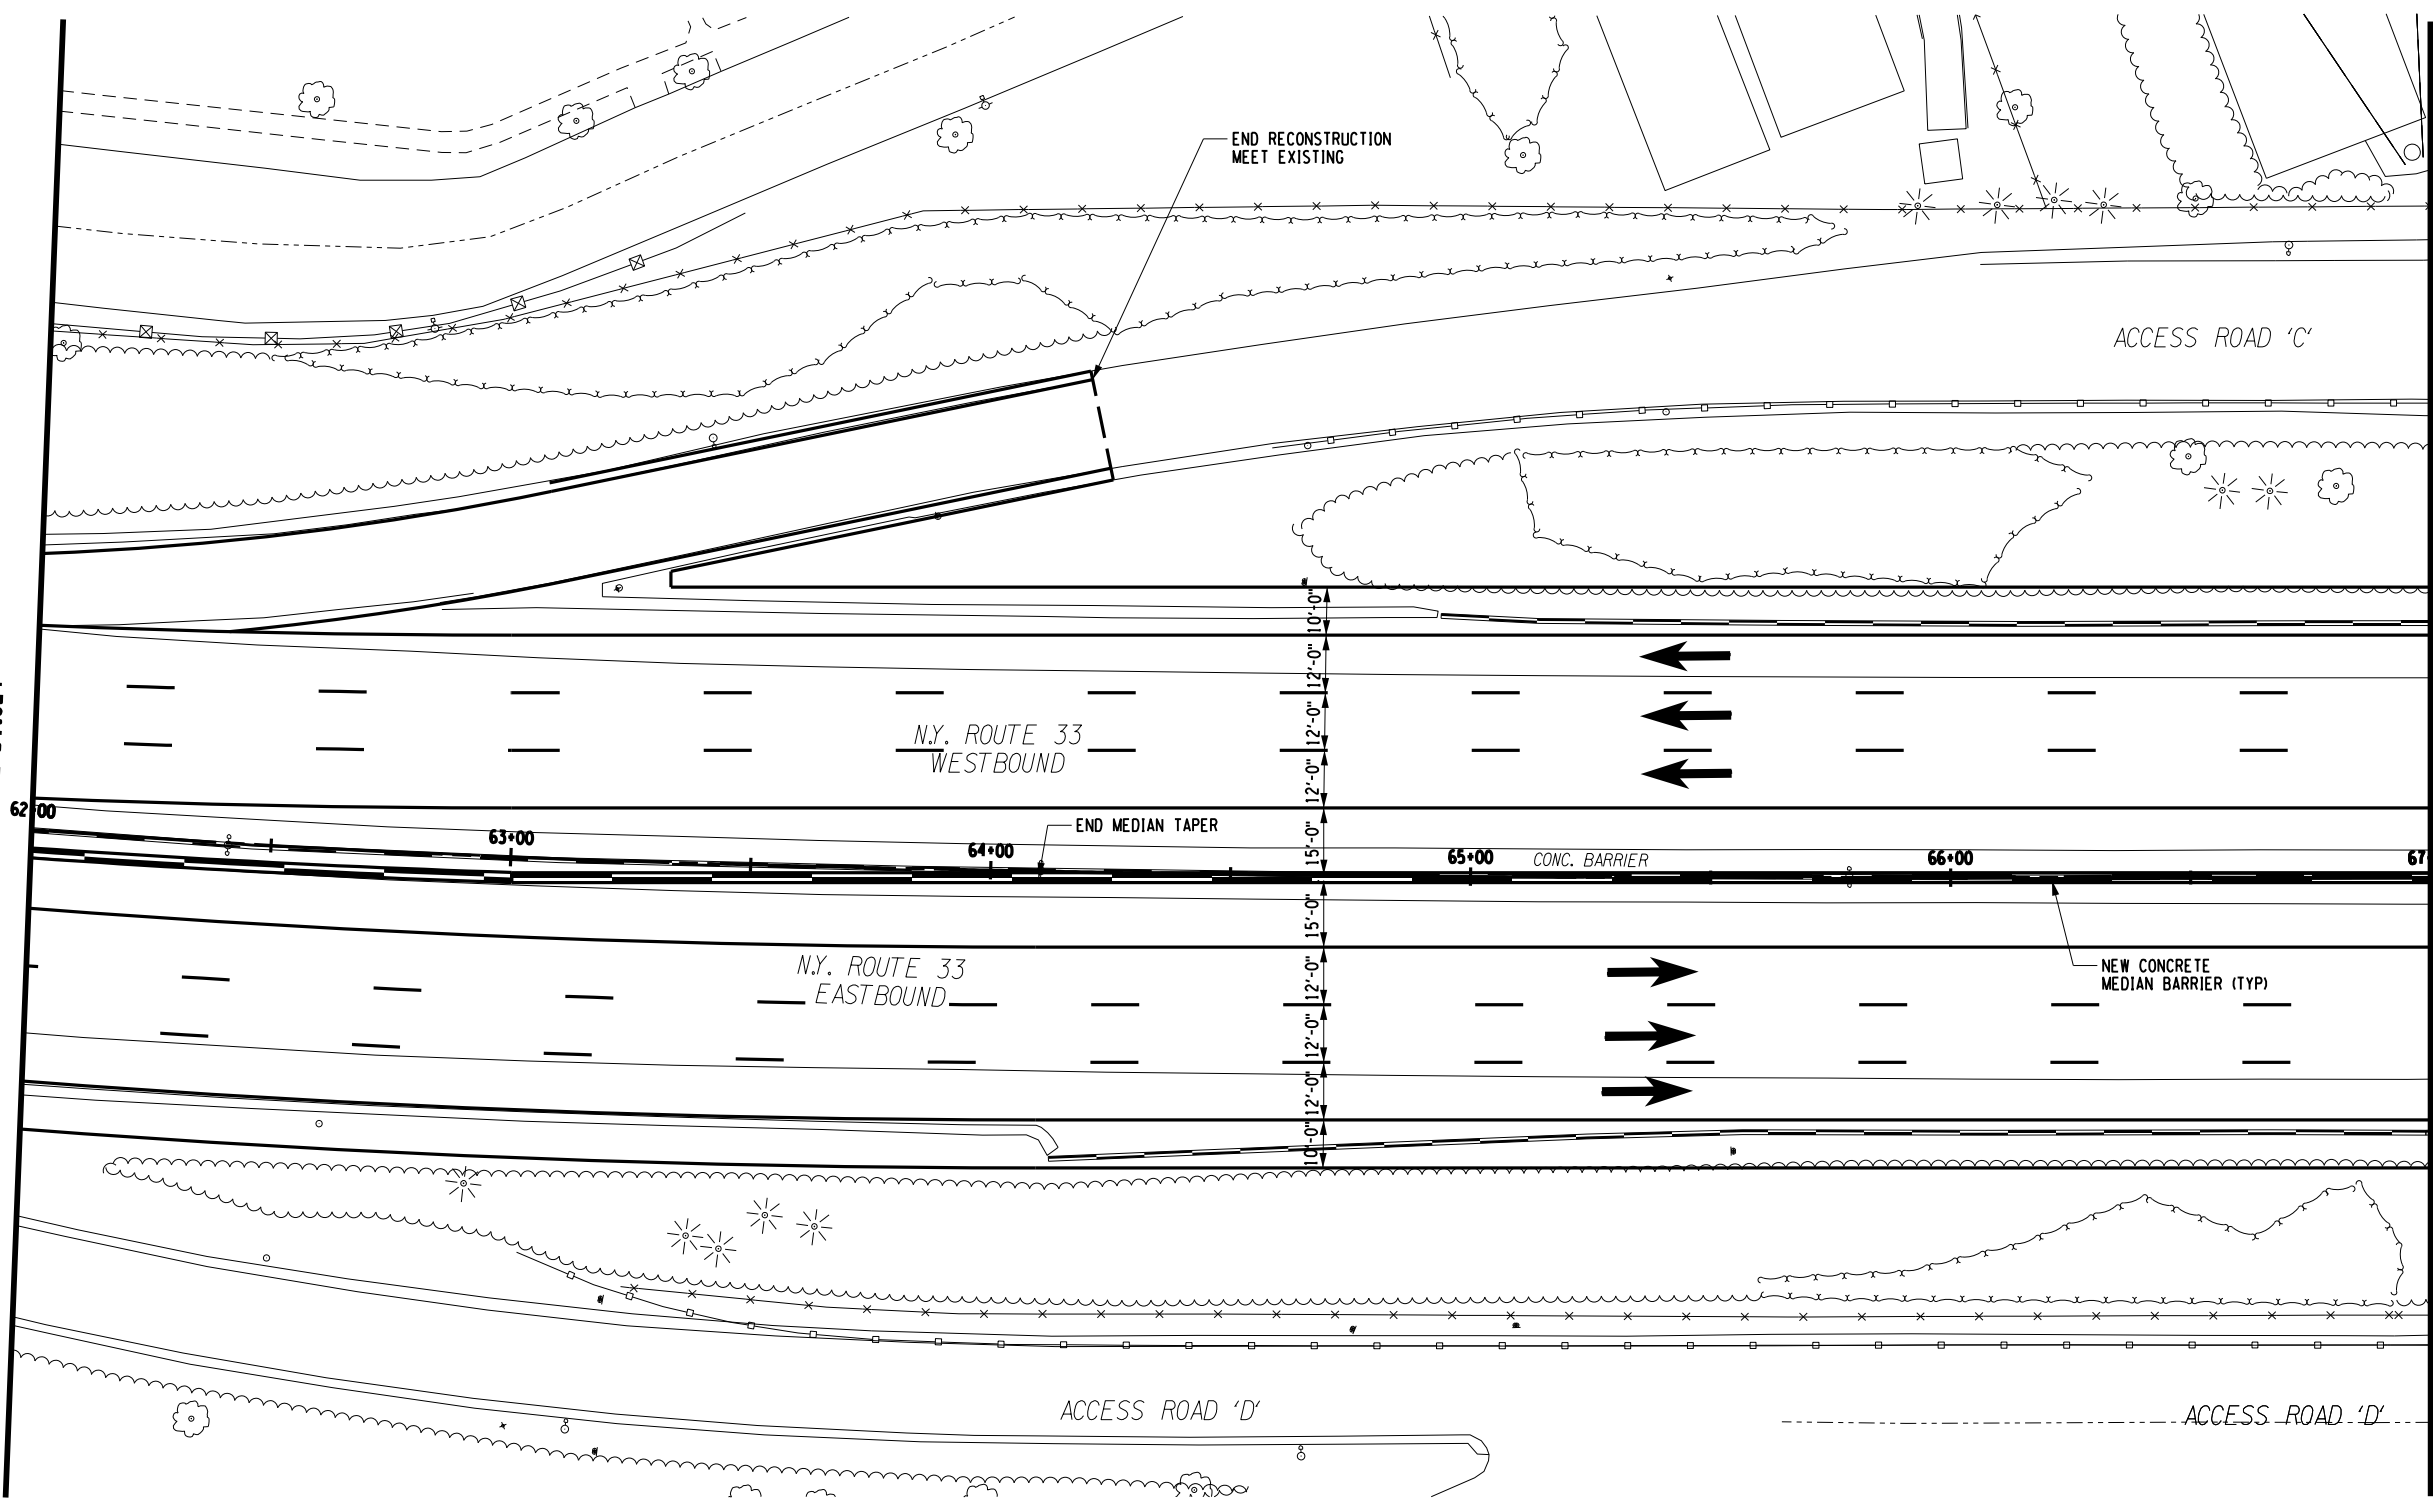 END RECONSTRUCTION
MEET EXISTING
ACCESS ROAD 'C'
10'-0"
12'-0"
12'-0"
12'-0"
15'-0"
N.Y. ROUTE 33
WESTBOUND
62+00
63+00
END MEDIAN TAPER
64+00
65+00
CONC. BARRIER
66+00
67
15'-0"
12'-0"
12'-0"
12'-0"
10'-0"
N.Y. ROUTE 33
EASTBOUND
NEW CONCRETE
MEDIAN BARRIER (TYP)
ACCESS ROAD 'D'
ACCESS ROAD 'D'